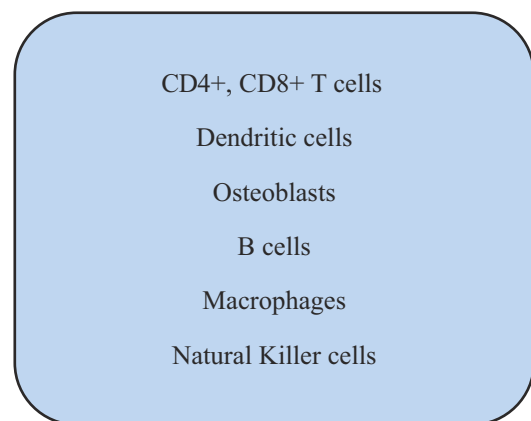 CD4+, CD8+ T cells
Dendritic cells
Osteoblasts
B cells
Macrophages
Natural Killer cells